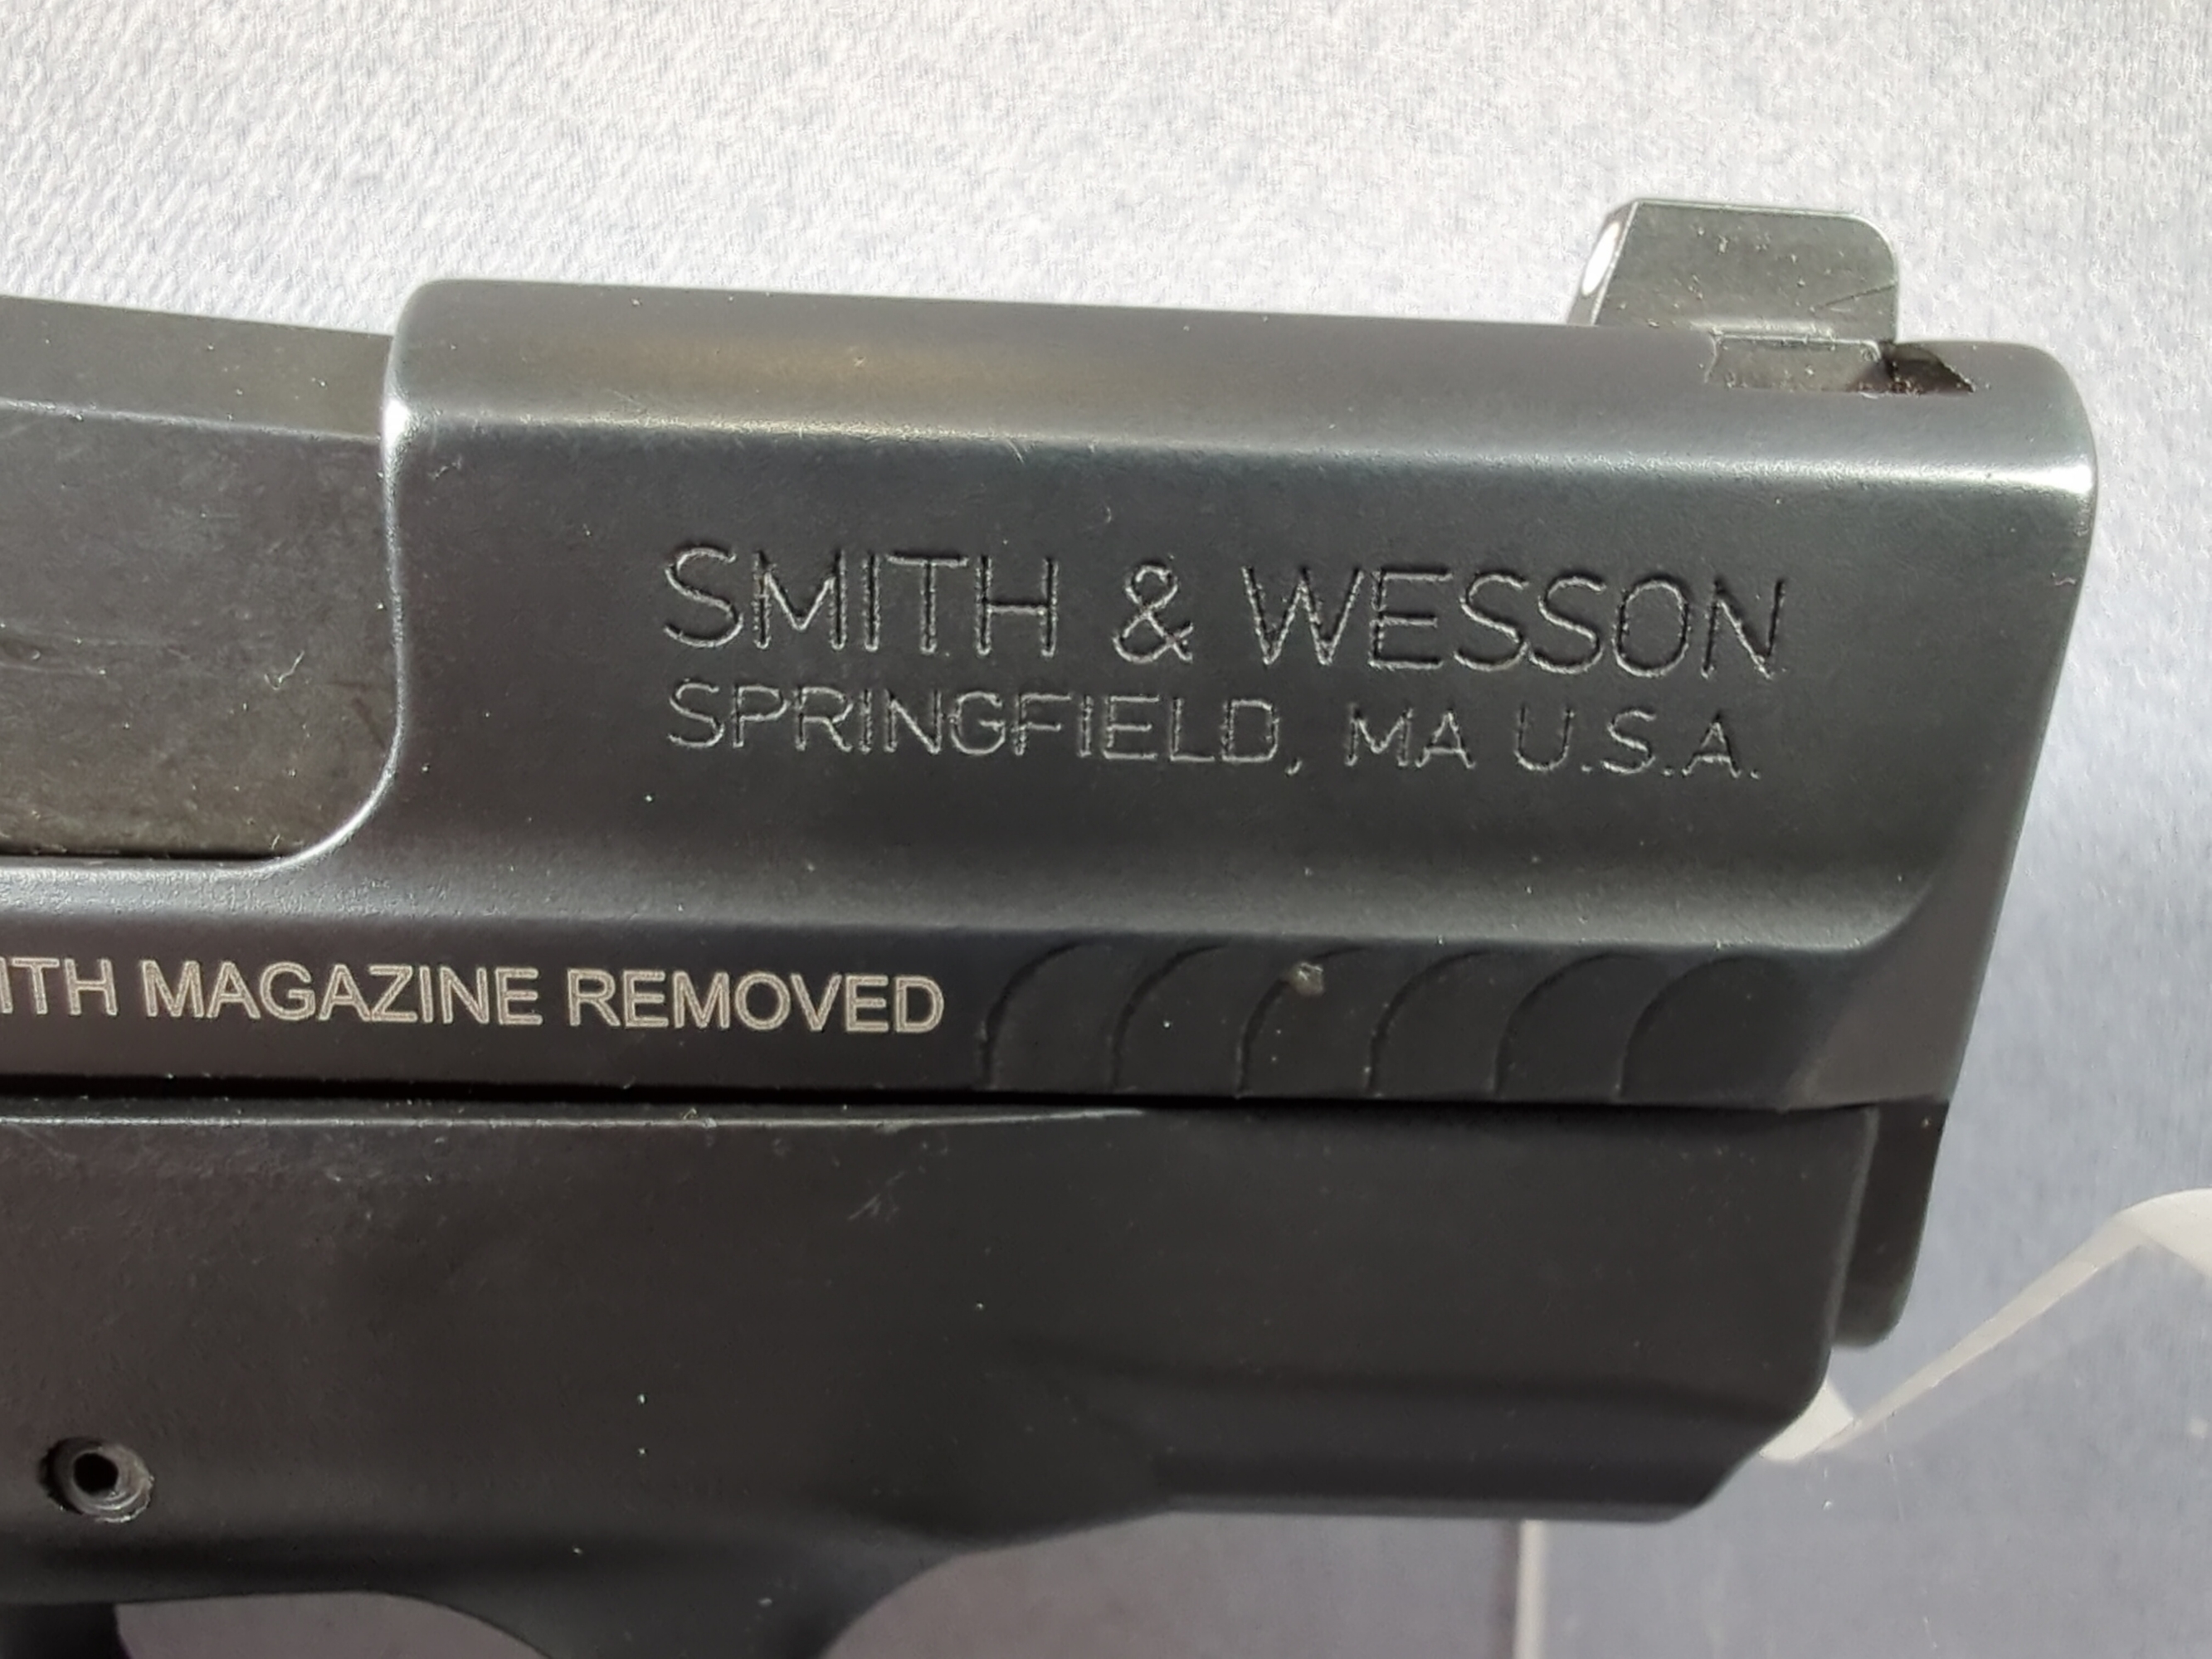 SMITH & WESSON
SPRINGFIELD, MA U.S.A.
ITH MAGAZINE REMOVED